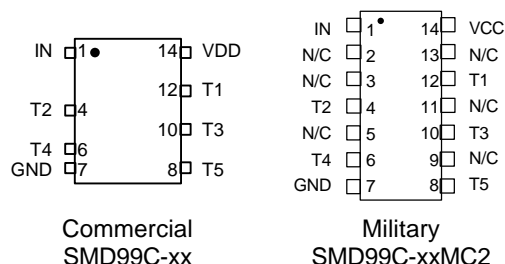 IN 1 14 VDD
12 T1
T2 4
10 T3
T4 6
GND 7 8 T5
Commercial
SMD99C-xx
IN 1 14 VCC
N/C 2 13 N/C
N/C 3 12 T1
T2 4 11 N/C
N/C 5 10 T3
T4 6 9 N/C
GND 7 8 T5
Military
SMD99C-xxMC2